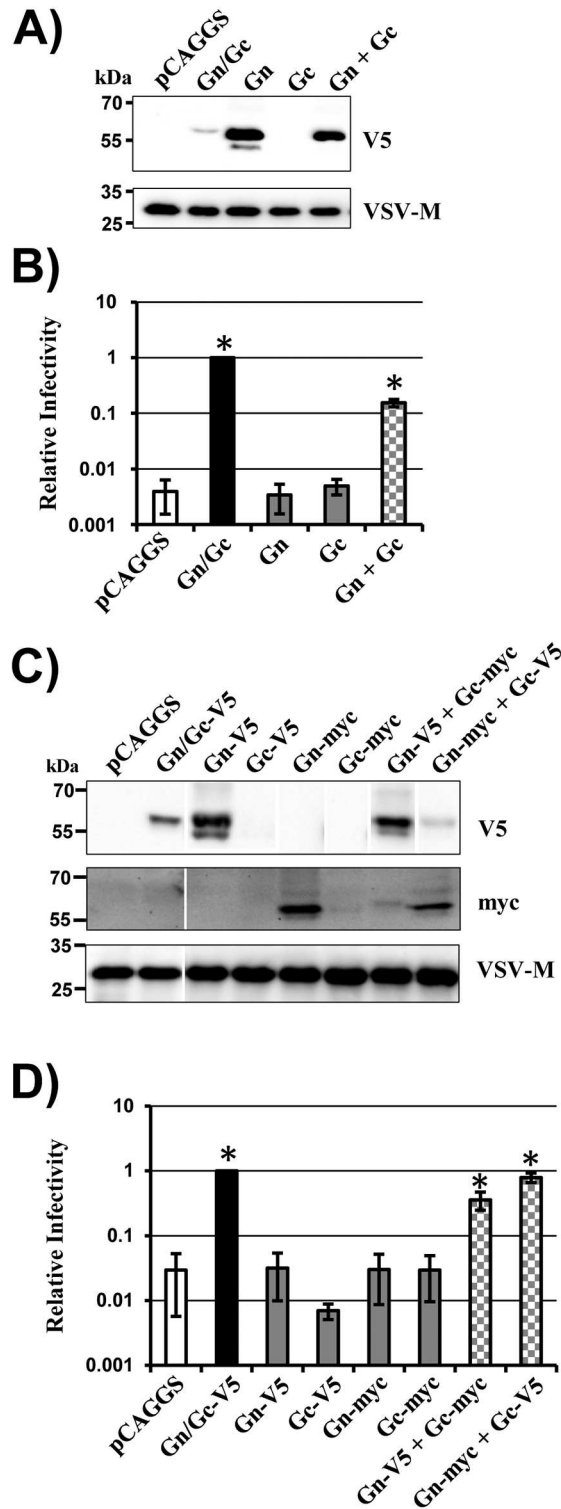 A)
kDa
pCAGGS
Gn/Gc
Gn
Gc
Gn + Gc
70
55
V5
35
25
VSV-M
B)
Relative Infectivity
10
1
*
*
0.1
0.01
0.001
pCAGGS
Gn/Gc
Gn
Gc
Gn + Gc
C)
kDa
pCAGGS
Gn/Gc-V5
Gn-V5
Gc-V5
Gn-myc
Gc-myc
Gn-V5 + Gc-myc
Gn-myc + Gc-V5
70
55
V5
70
55
myc
35
25
VSV-M
D)
Relative Infectivity
10
1
*
*
*
0.1
0.01
0.001
pCAGGS
Gn/Gc-V5
Gn-V5
Gc-V5
Gn-myc
Gc-myc
Gn-V5 + Gc-myc
Gn-myc + Gc-V5